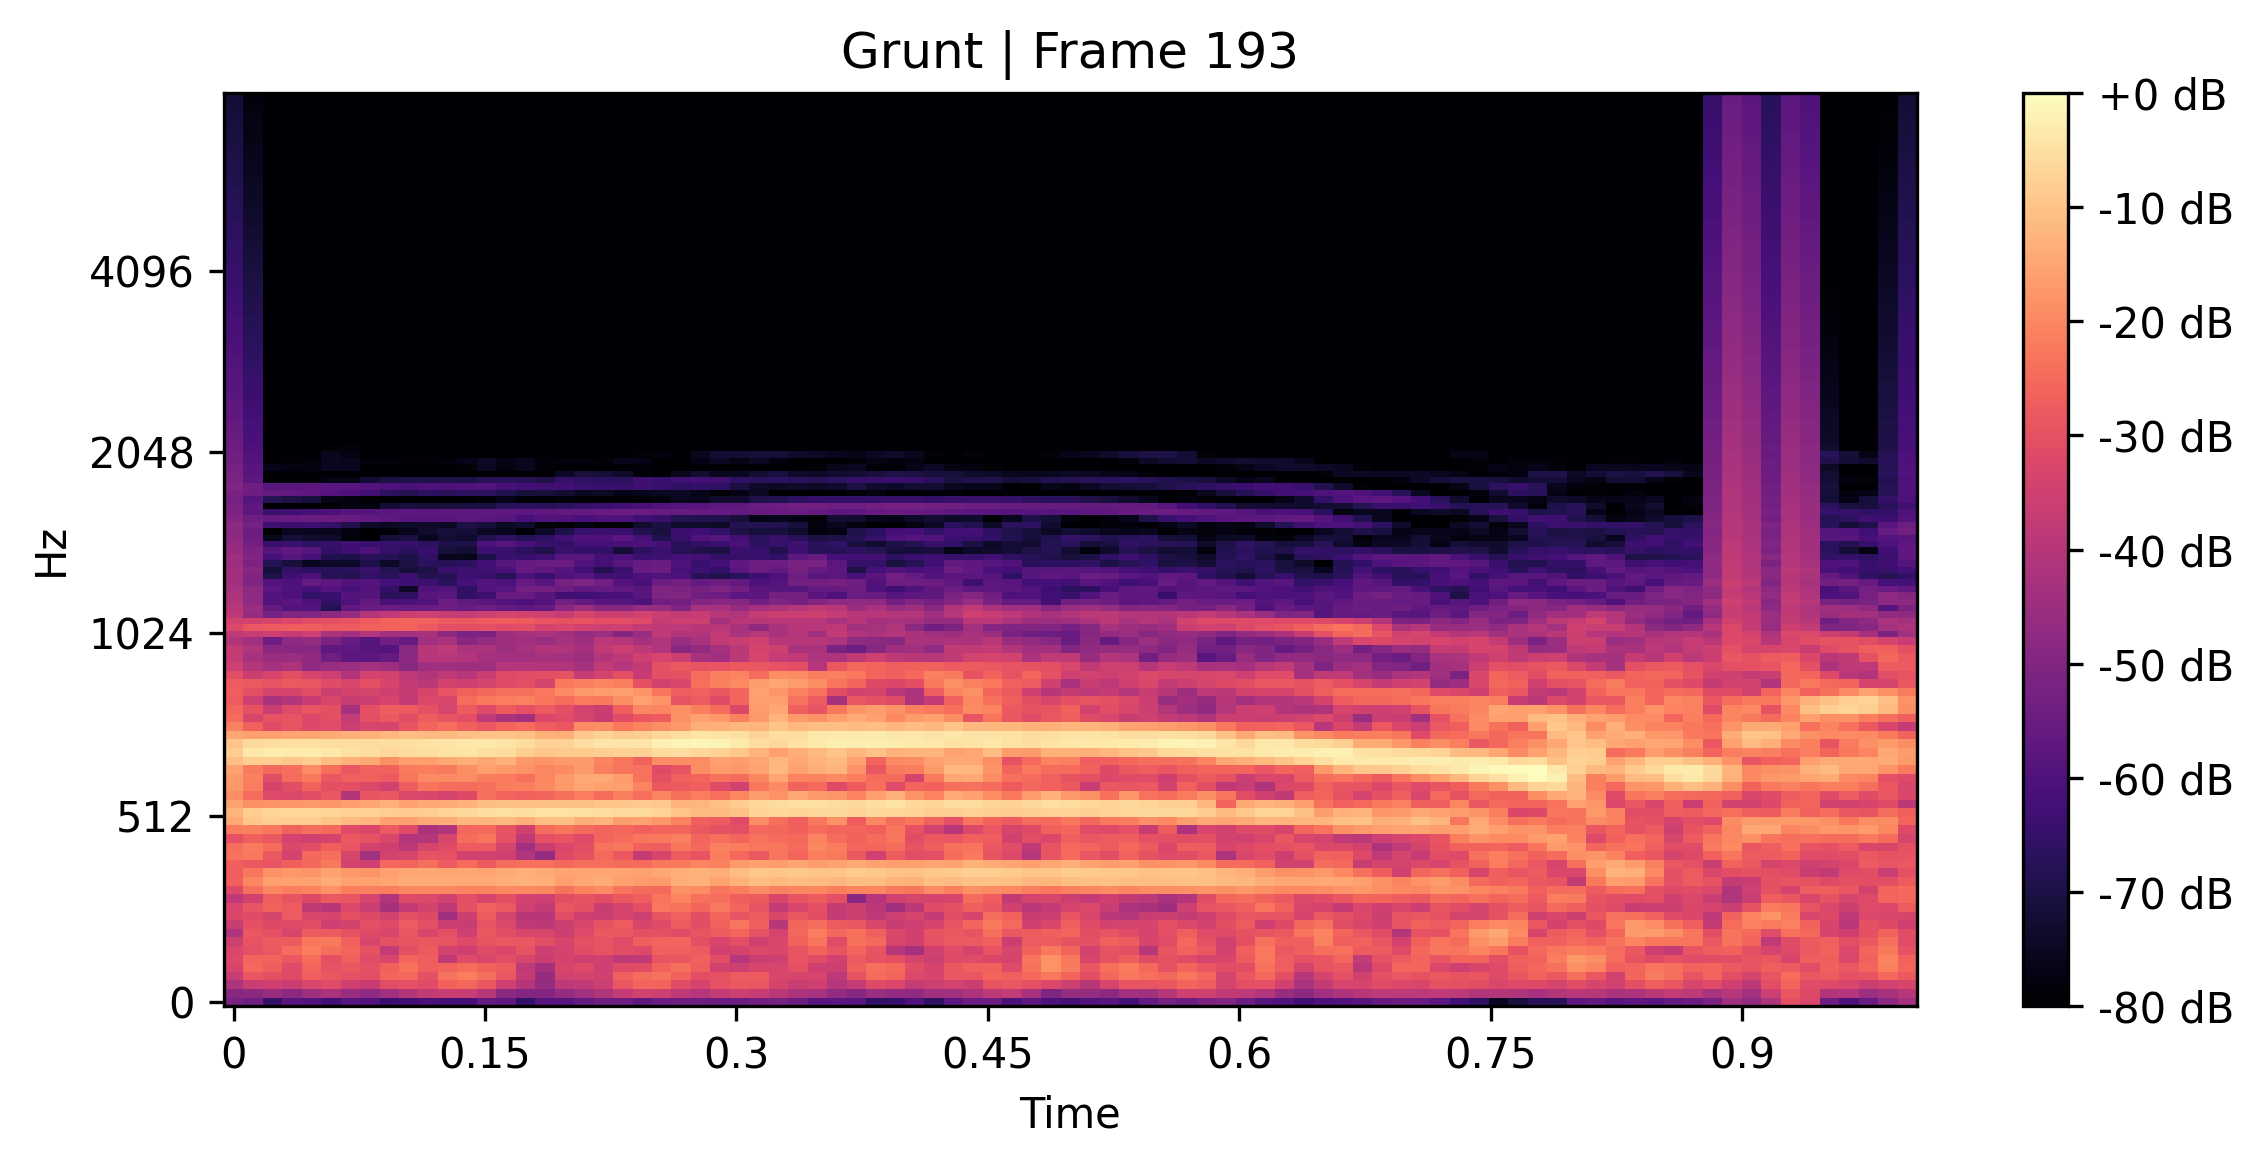 Grunt | Frame 193
+0 dB
-10 dB
-20 dB
-30 dB
-40 dB
-50 dB
-60 dB
-70 dB
-80 dB
4096
2048
1024
512
0
Hz
0 0.15 0.3 0.45 0.6 0.75 0.9
Time